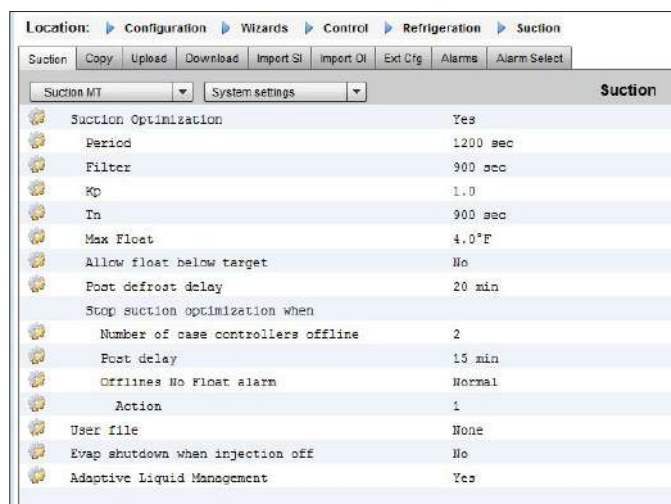 Location: Configuration Wizards Control Refrigeration Suction
Suction Copy Upload Download Import SI Import OI Ext Cfg Alarms Alarm Select
Suction MT System settings Suction
Suction Optimization Yes
Period 1200 sec
Filter 900 sec
Kp 1.0
Tn 900 sec
Max Float 4.0°F
Allow float below target No
Post defrost delay 20 min
Stop suction optimization when
Number of case controllers offline 2
Post delay 15 min
Offlines No Float alarm Normal
Action 1
User file None
Evap shutdown when injection off No
Adaptive Liquid Management Yes